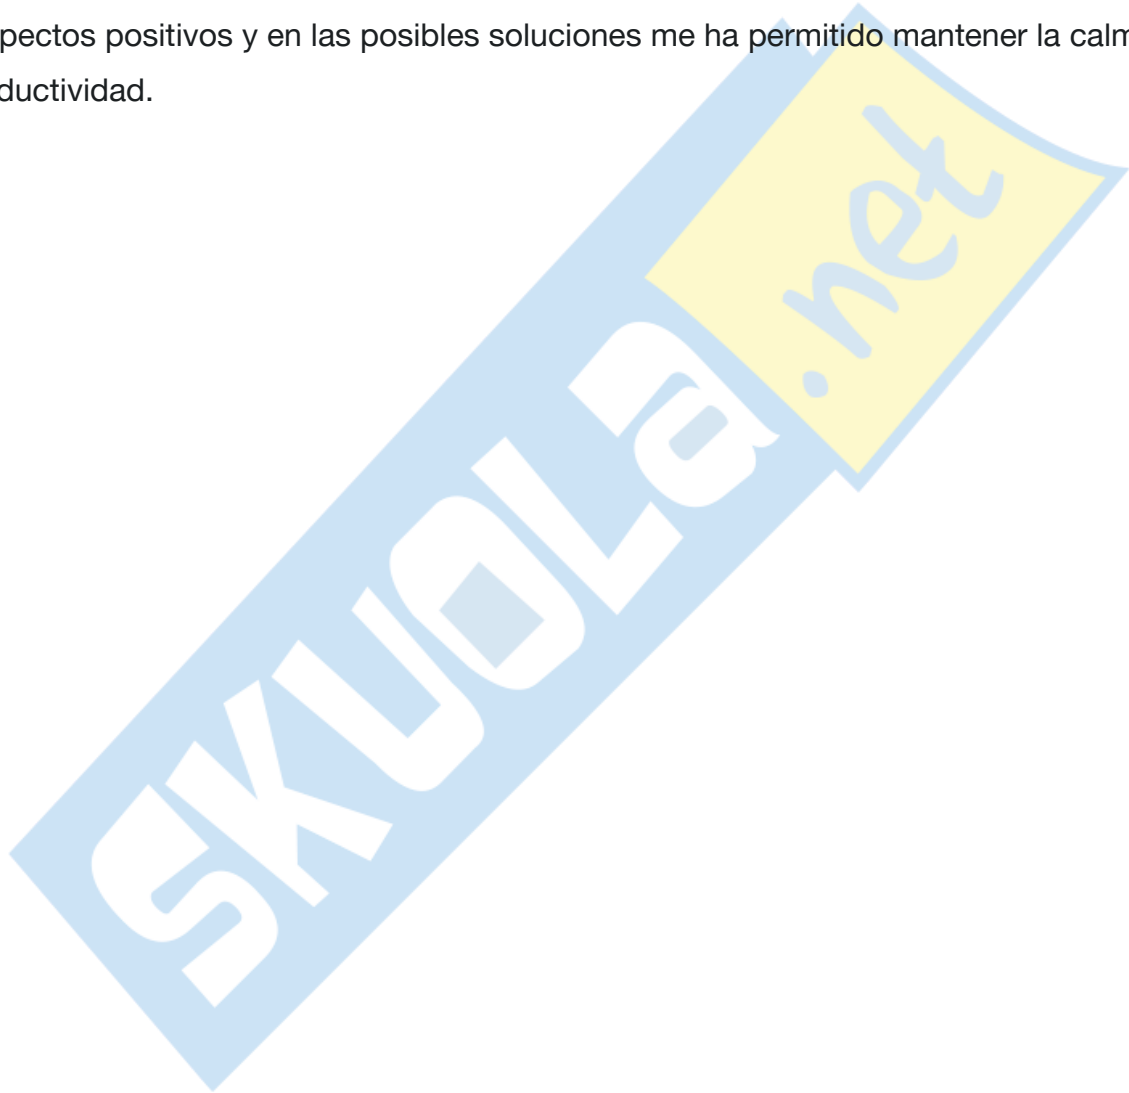 pectos positivos y en las posibles soluciones me ha permitido mantener la calm
ductividad.
SKUOLa
.net